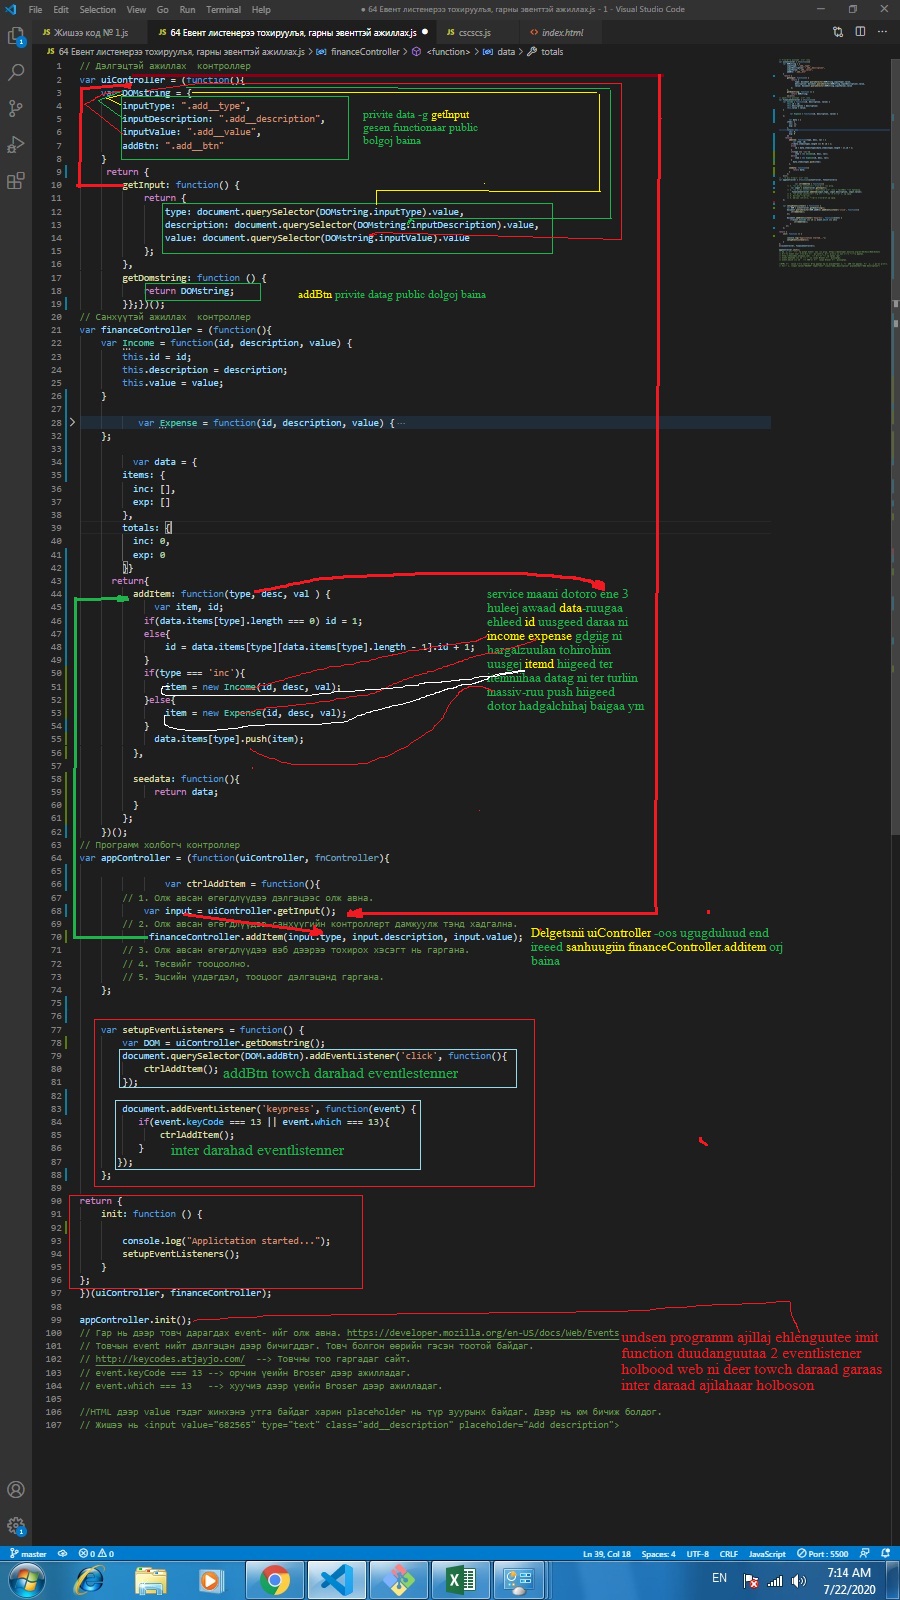 File Edit Selection View Go Run Terminal Help
● 64 Евент листенерээ тохируулъя, гарны эвенттэй ажиллах.js - 1 - Visual Studio Code
Жишээ код № 1.js
64 Евент листенерээ тохируулъя, гарны эвенттэй ажиллах.js ●
cscscs.js
index.html
64 Евент листенерээ тохируулъя, гарны эвенттэй ажиллах.js > financeController > <function> > data > totals
1 // Дэлгэцтэй ажиллах контроллер
2 var uiController = (function(){
3 var DOMstring = {
4 inputType: ".add__type",
5 inputDescription: ".add__description",
6 inputValue: ".add__value",
7 addBtn: ".add__btn"
8 }
privite data -g getInput
gesen functionaar public
bolgoj baina
9 return {
10 getInput: function() {
11 return {
12 type: document.querySelector(DOMstring.inputType).value,
13 description: document.querySelector(DOMstring.inputDescription).value,
14 value: document.querySelector(DOMstring.inputValue).value
15 };
16 },
17 getDomstring: function () {
18 return DOMstring;
addBtn privite datag public dolgoj baina
19 }};})();
20 // Санхүүтэй ажиллах контроллер
21 var financeController = (function(){
22 var Income = function(id, description, value) {
23 this.id = id;
24 this.description = description;
25 this.value = value;
26 }
27
28 var Expense = function(id, description, value) { ···
32 };
33
34 var data = {
35 items: {
36 inc: [],
37 exp: []
38 },
39 totals: {
40 inc: 0,
41 exp: 0
42 }}
43 return{
44 addItem: function(type, desc, val ) {
45 var item, id;
46 if(data.items[type].length === 0) id = 1;
47 else{
48 id = data.items[type][data.items[type].length - 1].id + 1;
49 }
50 if(type === 'inc'){
51 item = new Income(id, desc, val);
52 }else{
53 item = new Expense(id, desc, val);
54 }
55 data.items[type].push(item);
56 },
service maani dotoro ene 3
huleej awaad data-ruugaa
ehleed id uusgeed daraa ni
income expense gdgiig ni
hargalzuulan tohirohiin
uusgej itemd hiigeed ter
itemniihaa datag ni ter turliin
massiv-ruu push hiigeed
dotor hadgalchihaj baigaa ym
57
58 seedata: function(){
59 return data;
60 }
61 };
62 })();
63 // Программ холбогч контроллер
64 var appController = (function(uiController, fnController){
65
66 var ctrlAddItem = function(){
67 // 1. Олж авсан өгөгдлүүдээ дэлгэцээс олж авна.
68 var input = uiController.getInput();
69 // 2. Олж авсан өгөгдлүүдээ санхүүгийн контроллерт дамжуулж тэнд хадгална.
70 financeController.addItem(input.type, input.description, input.value);
71 // 3. Олж авсан өгөгдлүүдээ вэб дээрээ тохирох хэсэгт нь гаргана.
72 // 4. Төсвийг тооцоолно.
73 // 5. Эцсийн үлдэгдэл, тооцоог дэлгэцэнд гаргана.
74 };
Delgetsnii uiController -oos ugugduluud end
ireeed sanhuugiin financeController.additem orj
baina
75
76
77 var setupEventListeners = function() {
78 var DOM = uiController.getDomstring();
79 document.querySelector(DOM.addBtn).addEventListener('click', function(){
80 ctrlAddItem(); addBtn towch darahad eventlestenner
81 });
82
83 document.addEventListener('keypress', function(event) {
84 if(event.keyCode === 13 || event.which === 13){
85 ctrlAddItem();
86 } inter darahad eventlistenner
87 });
88 };
89
90 return {
91 init: function () {
92
93 console.log("Applictation started...");
94 setupEventListeners();
95 }
96 };
97 })(uiController, financeController);
98
99 appController.init();
100 // Гар нь дээр товч дарагдах event- ийг олж авна. https://developer.mozilla.org/en-US/docs/Web/Events
101 // Товчын event нийт дэлгэцэн дээр бичигддаг. Товч болгон өөрийн гэсэн тоотой байдаг.
102 // http://keycodes.atjayjo.com/ --> Товчны тоо гаргадаг сайт.
103 // event.keyCode === 13 --> орчин үеийн Broser дээр ажилладаг.
104 // event.which === 13 --> хуучиэ дээр үеийн Broser дээр ажилладаг.
105
106 //HTML дээр value гэдэг жинхэнэ утга байдаг харин placeholder нь түр зуурынх байдаг. Дээр нь юм бичиж болдог.
107 // Жишээ нь <input value="682565" type="text" class="add__description" placeholder="Add description">
undsen programm ajillaj ehlenguutee imit
function duudanguutaa 2 eventlistener
holbood web ni deer towch daraad garaas
inter daraad ajilahaar holboson
master 0 0 Ln 39, Col 18 Spaces: 4 UTF-8 CRLF JavaScript Port : 5500
EN 7:14 AM
7/22/2020